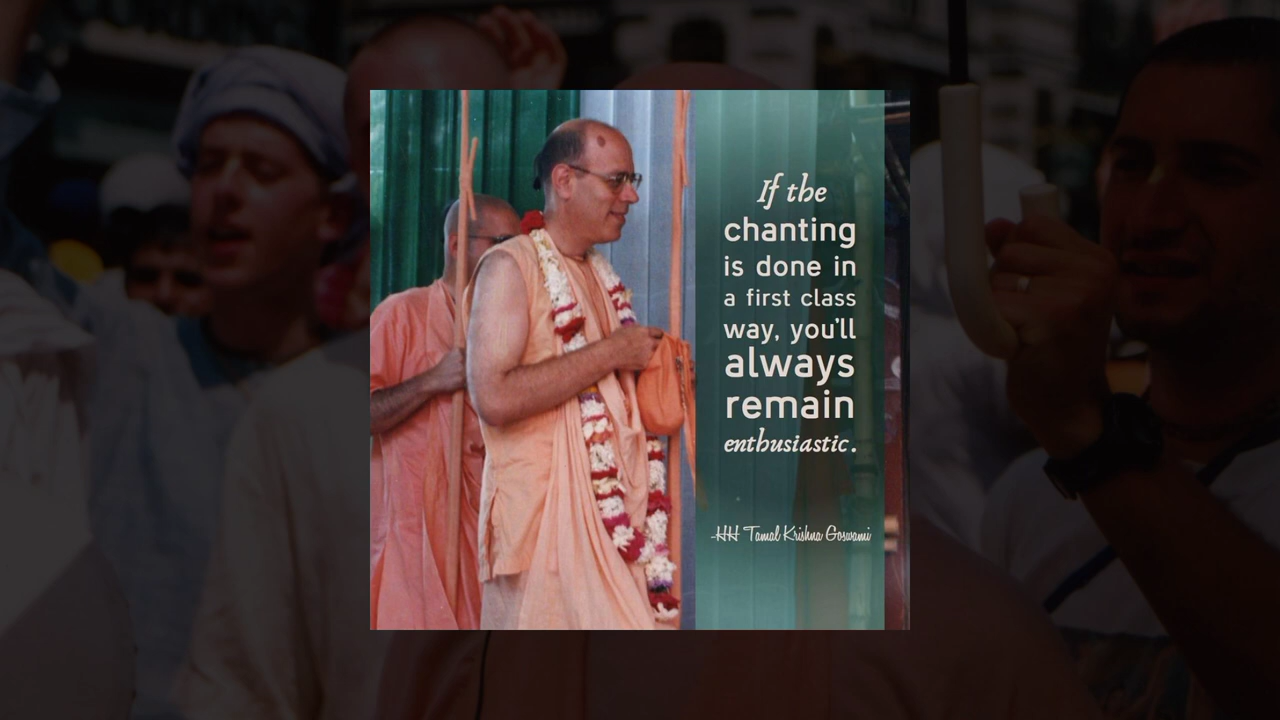 If the
chanting
is done in
a first class
way, you'll
always
remain
enthusiastic.
-HH Tamal Krishna Goswami